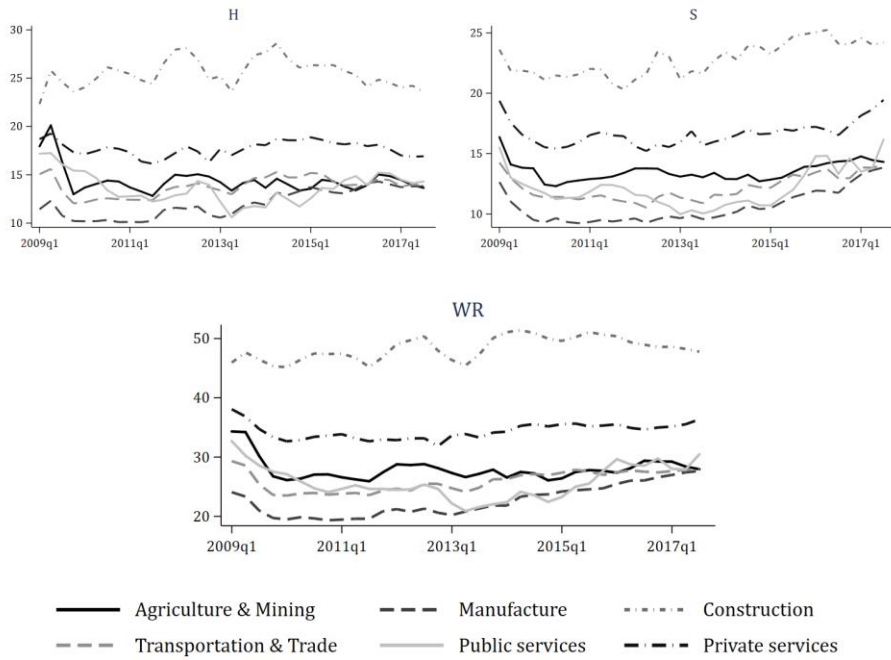 H
30
25
20
15
10
2009q1 2011q1 2013q1 2015q1 2017q1
S
25
20
15
10
2009q1 2011q1 2013q1 2015q1 2017q1
WR
50
40
30
20
2009q1 2011q1 2013q1 2015q1 2017q1
Agriculture & Mining Manufacture Construction
Transportation & Trade Public services Private services